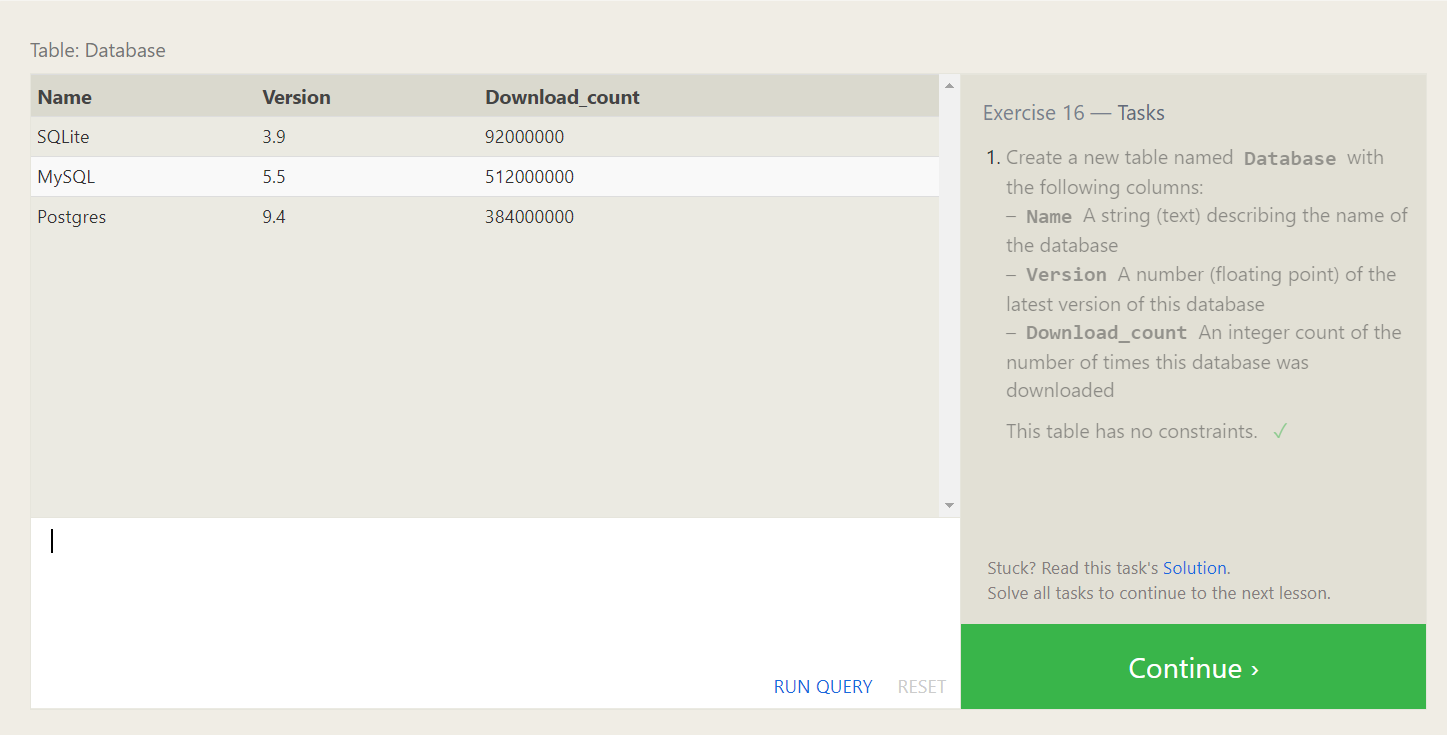 Table: Database
Name Version Download_count
SQLite 3.9 92000000
MySQL 5.5 512000000
Postgres 9.4 384000000
RUN QUERY RESET
Exercise 16 — Tasks
1. Create a new table named Database with
the following columns:
– Name A string (text) describing the name of
the database
– Version A number (floating point) of the
latest version of this database
– Download_count An integer count of the
number of times this database was
downloaded
This table has no constraints. ✓
Stuck? Read this task's Solution.
Solve all tasks to continue to the next lesson.
Continue ›